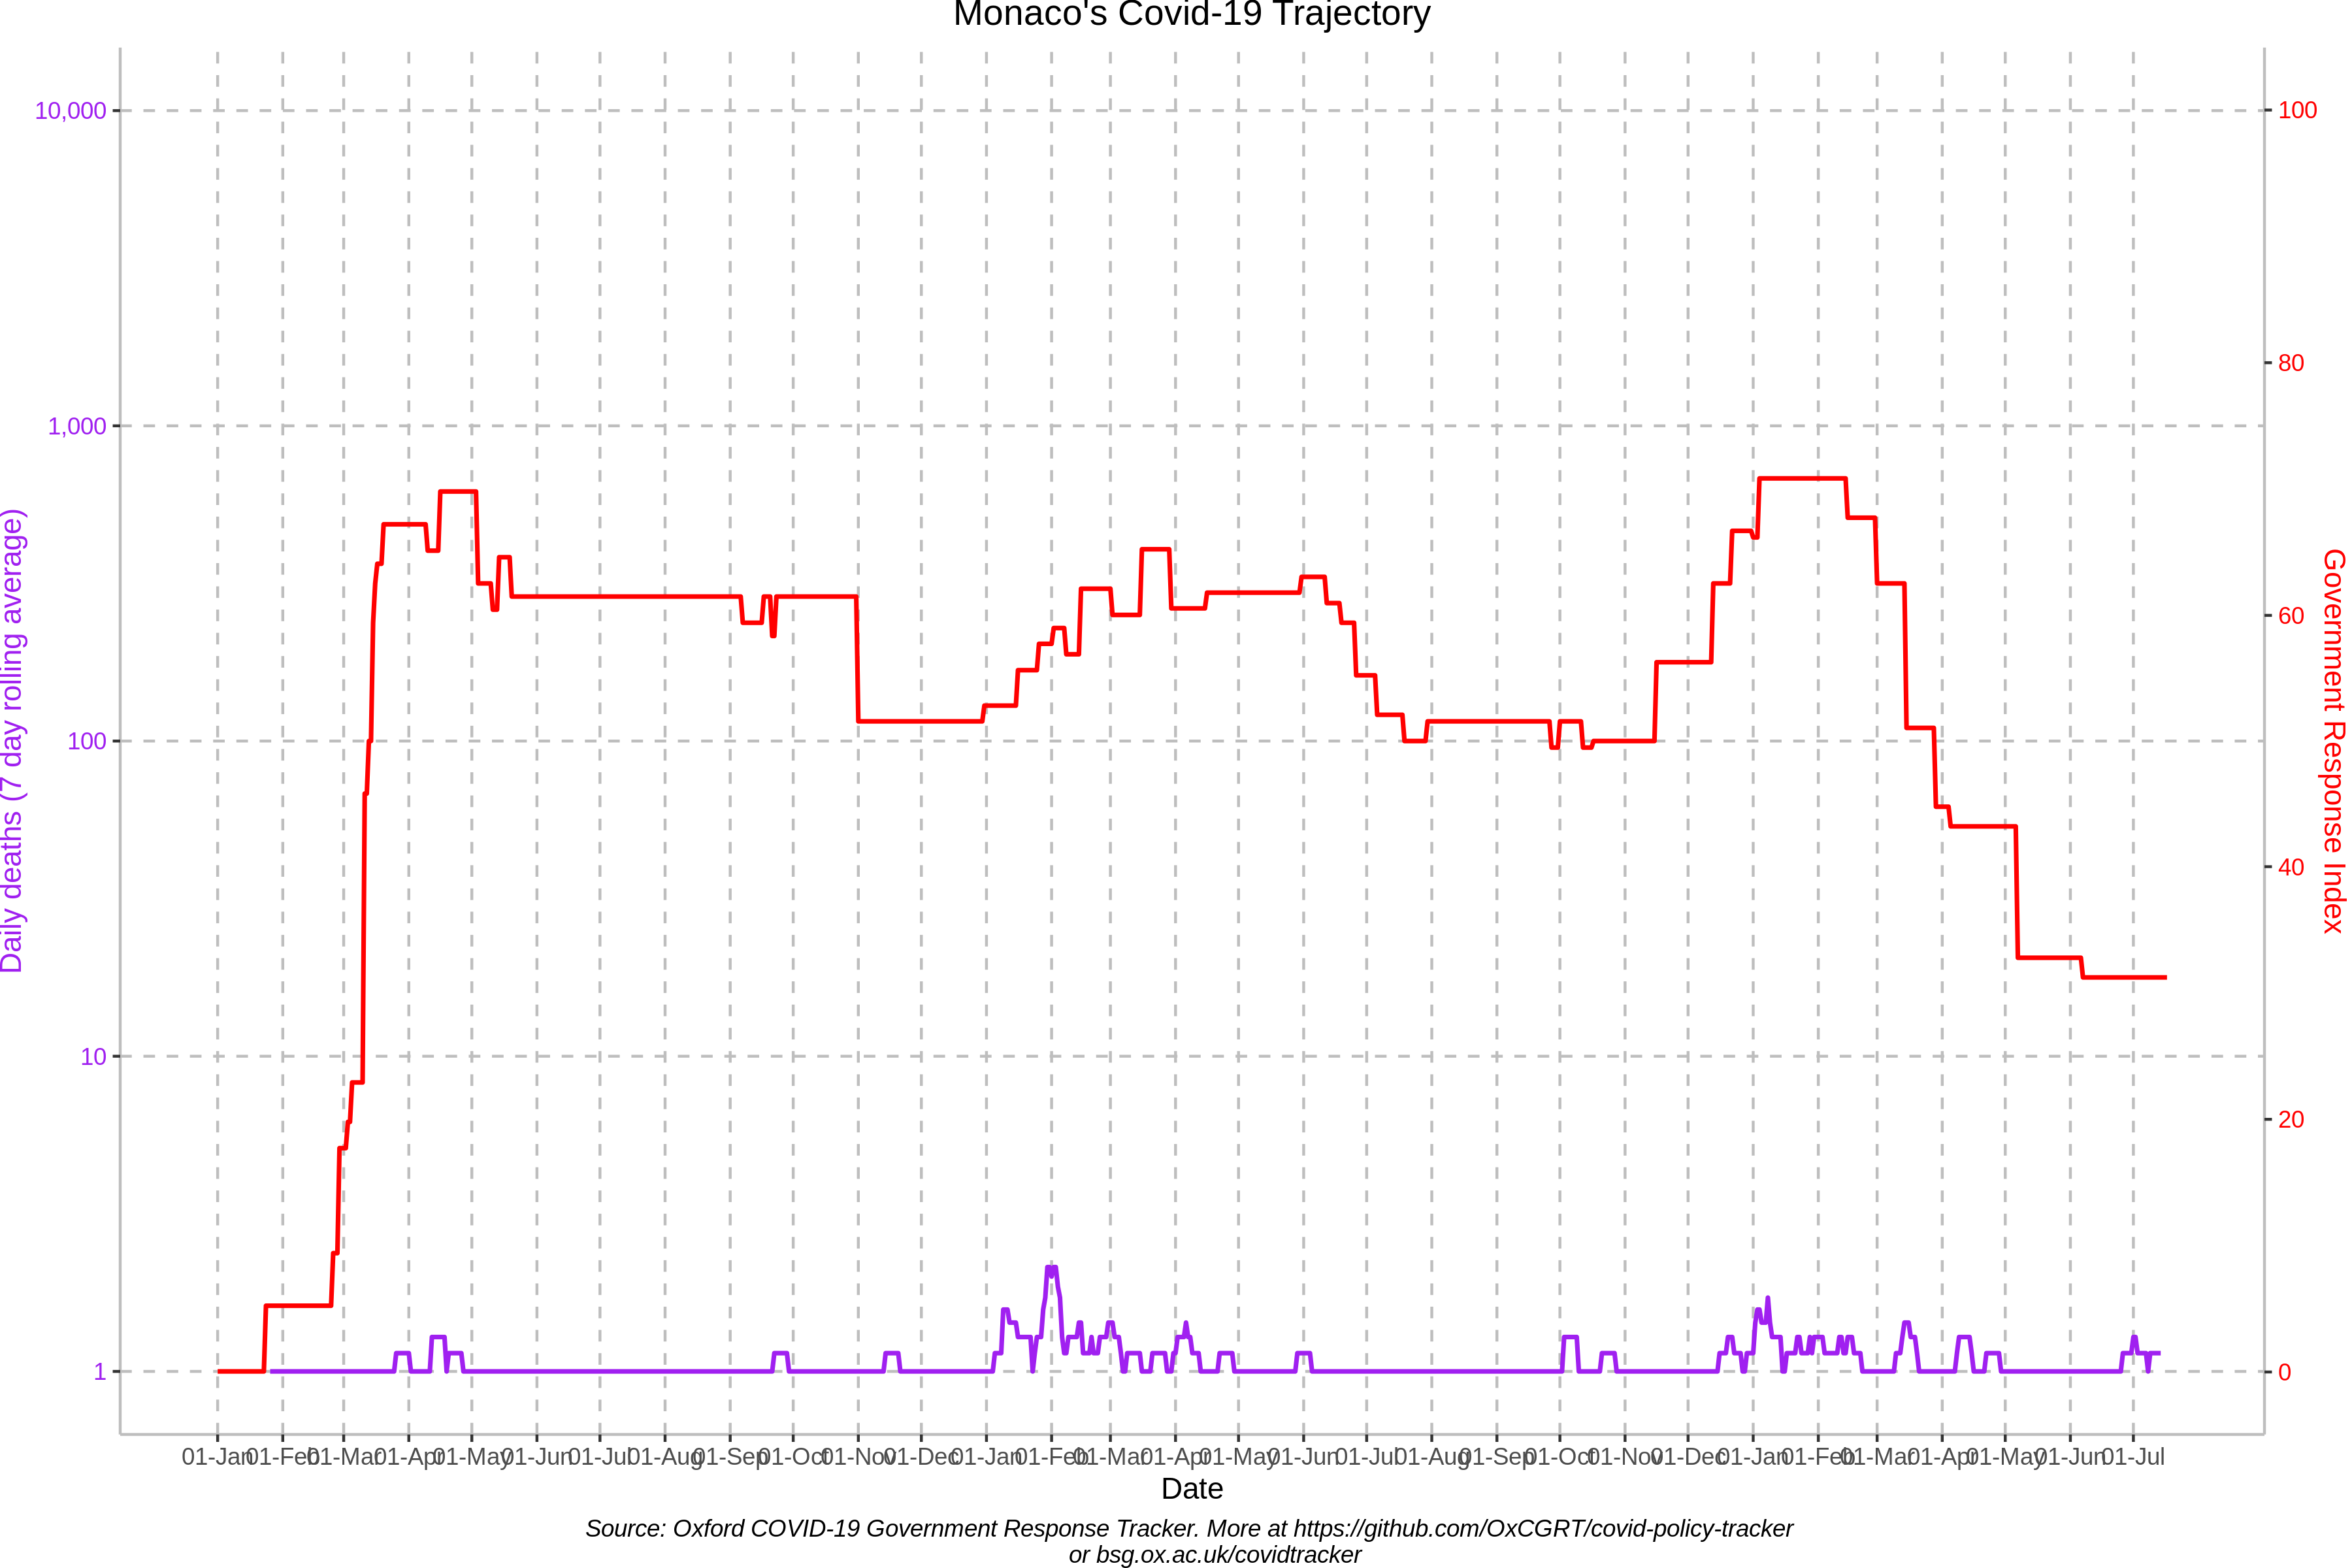 Monaco's Covid-19 Trajectory
10,000
1,000
100
10
1
Daily deaths (7 day rolling average)
100
80
60
40
20
0
Government Response Index
01-Jan 01-Feb 01-Mar 01-Apr 01-May 01-Jun 01-Jul 01-Aug 01-Sep 01-Oct 01-Nov 01-Dec 01-Jan 01-Feb 01-Mar 01-Apr 01-May 01-Jun 01-Jul 01-Aug 01-Sep 01-Oct 01-Nov 01-Dec 01-Jan 01-Feb 01-Mar 01-Apr 01-May 01-Jun 01-Jul
Date
Source: Oxford COVID-19 Government Response Tracker. More at https://github.com/OxCGRT/covid-policy-tracker
or bsg.ox.ac.uk/covidtracker